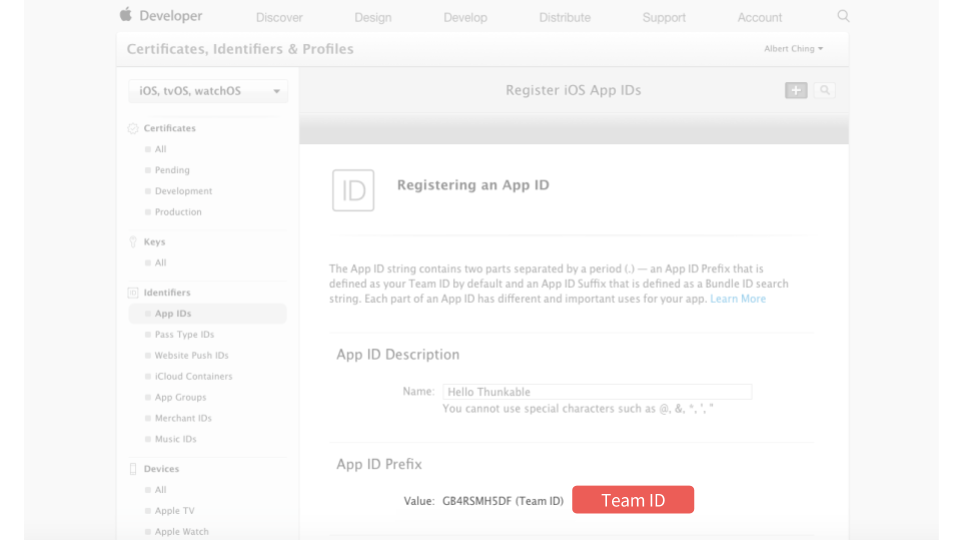 Developer
Discover
Design
Develop
Distribute
Support
Account
Certificates, Identifiers & Profiles
Albert Ching
iOS, tvOS, watchOS
Certificates
All
Pending
Development
Production
Keys
All
Identifiers
App IDs
Pass Type IDs
Website Push IDs
iCloud Containers
App Groups
Merchant IDs
Music IDs
Devices
All
Apple TV
Apple Watch
Register iOS App IDs
ID
Registering an App ID
The App ID string contains two parts separated by a period (.) — an App ID Prefix that is
defined as your Team ID by default and an App ID Suffix that is defined as a Bundle ID search
string. Each part of an App ID has different and important uses for your app. Learn More
App ID Description
Name: Hello Thunkable
You cannot use special characters such as @, &, *, ', "
App ID Prefix
Value: GB4RSMH5DF (Team ID)
Team ID